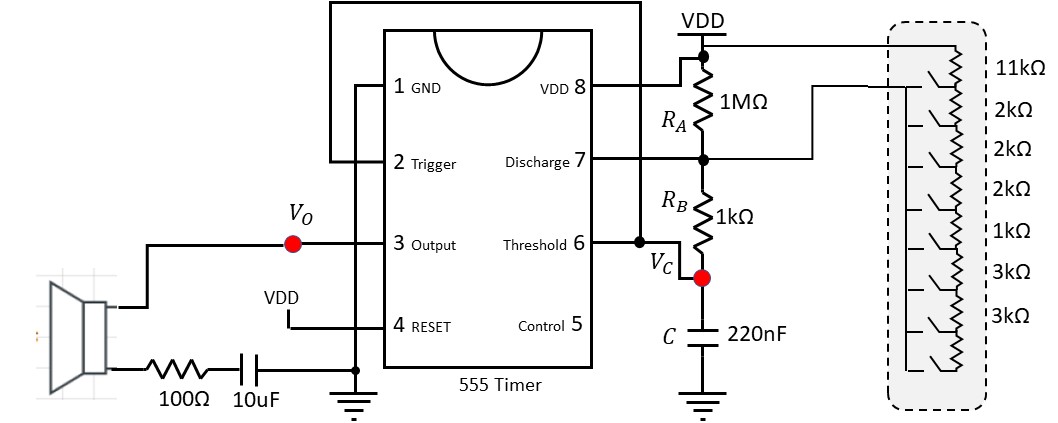 VDD
1 GND
VDD 8
11kΩ
1MΩ
R_A
2kΩ
2kΩ
2 Trigger
Discharge 7
2kΩ
R_B
1kΩ
V_O
1kΩ
3 Output
Threshold 6
V_C
3kΩ
VDD
3kΩ
4 RESET
Control 5
C
220nF
555 Timer
100Ω
10uF